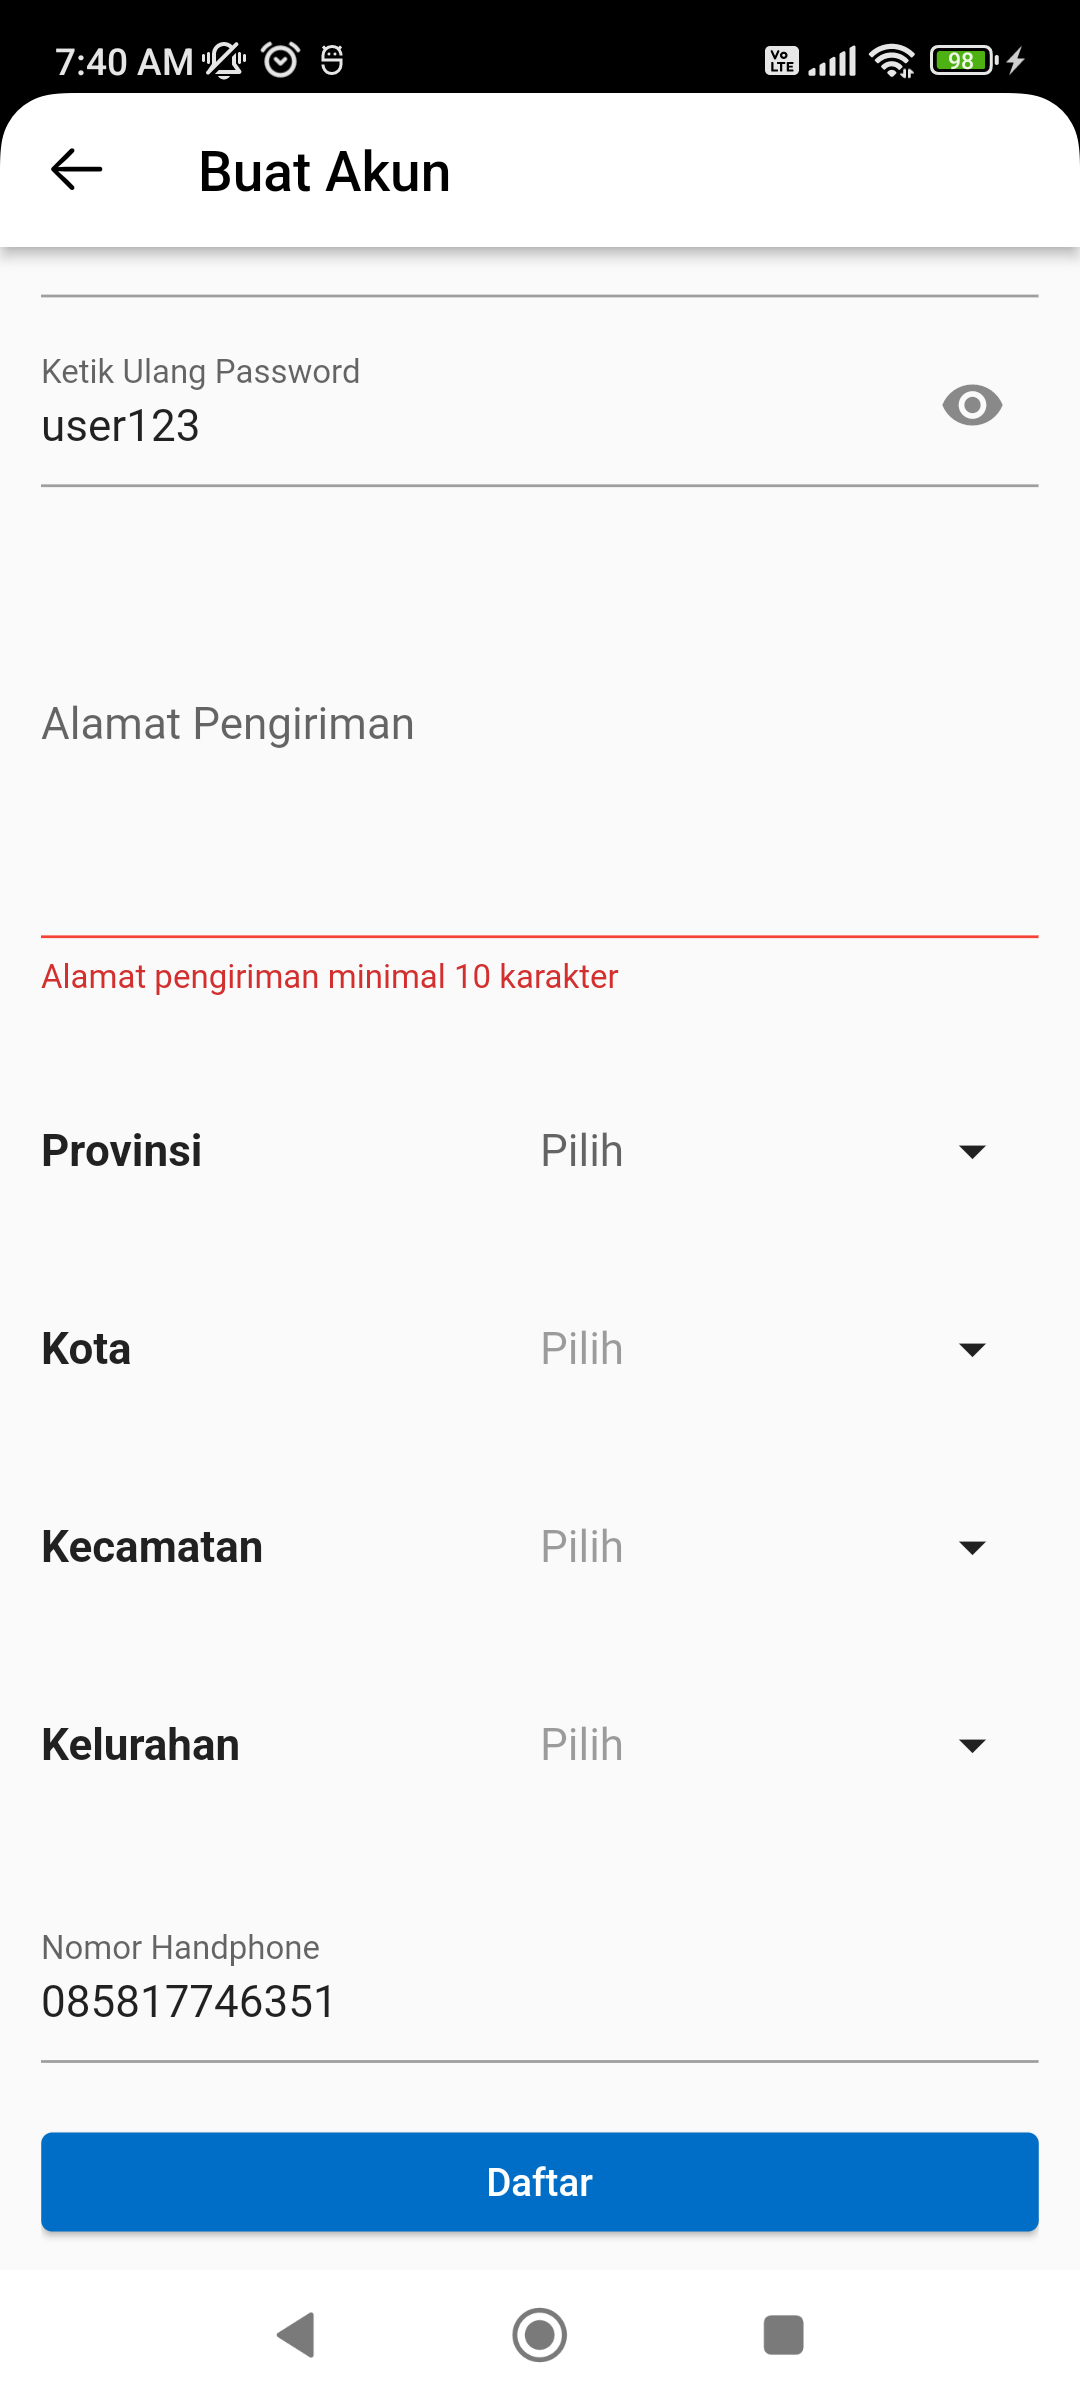 7:40 AM
Vo LTE
98
Buat Akun
Ketik Ulang Password
user123
Alamat Pengiriman
Alamat pengiriman minimal 10 karakter
Provinsi Pilih
Kota Pilih
Kecamatan Pilih
Kelurahan Pilih
Nomor Handphone
085817746351
Daftar